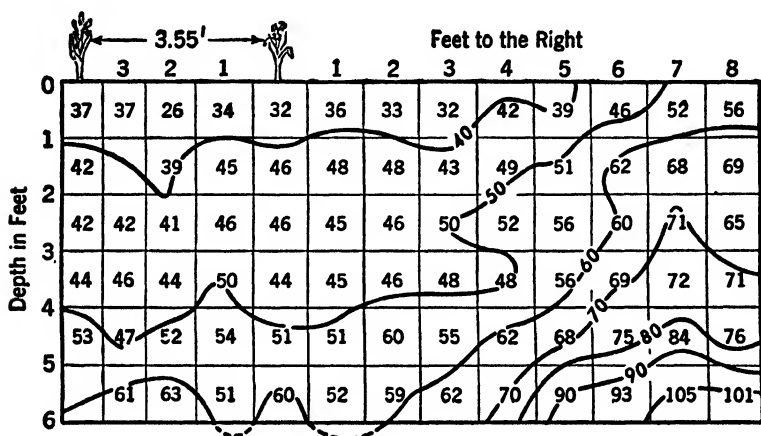 3.55' Feet to the Right
3 2 1 1 2 3 4 5 6 7 8
Depth in Feet
0
37 37 26 34 32 36 33 32 42 39 46 52 56
40
1
42 39 45 46 48 48 43 49 51 62 68 69
50
2
42 42 41 46 46 45 46 50 52 56 60 71 65
60
3
44 46 44 50 44 45 46 48 48 56 69 72 71
70
4
53 47 52 54 51 51 60 55 62 68 75 80 84 76
90
5
61 63 51 60 52 59 62 70 90 93 105 101
6